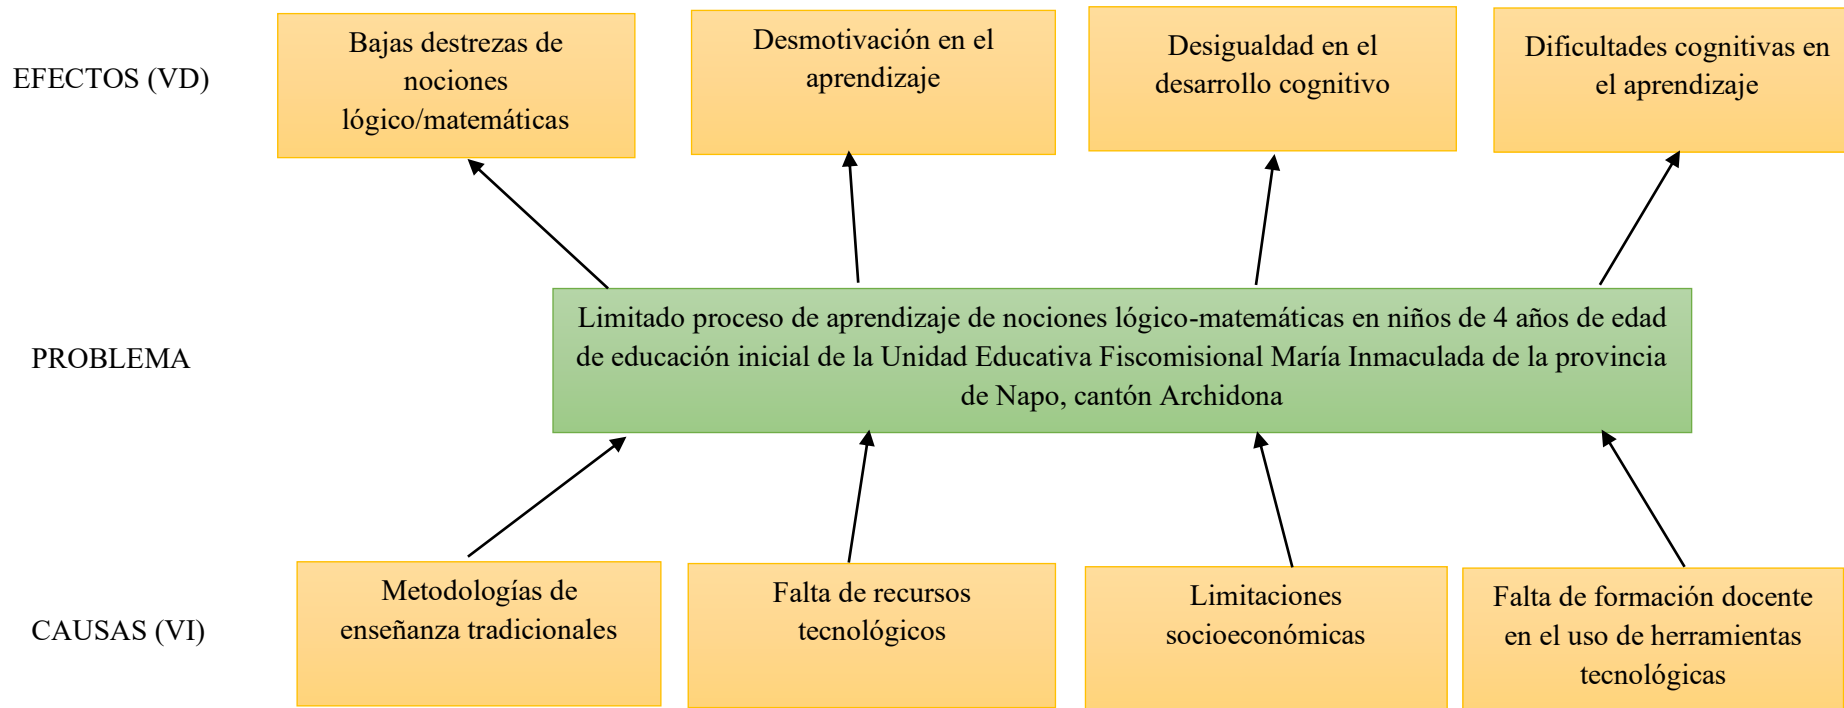 EFECTOS (VD)
Bajas destrezas de
nociones
lógico/matemáticas
Desmotivación en el
aprendizaje
Desigualdad en el
desarrollo cognitivo
Dificultades cognitivas en
el aprendizaje
PROBLEMA
Limitado proceso de aprendizaje de nociones lógico-matemáticas en niños de 4 años de edad
de educación inicial de la Unidad Educativa Fiscomisional María Inmaculada de la provincia
de Napo, cantón Archidona
CAUSAS (VI)
Metodologías de
enseñanza tradicionales
Falta de recursos
tecnológicos
Limitaciones
socioeconómicas
Falta de formación docente
en el uso de herramientas
tecnológicas